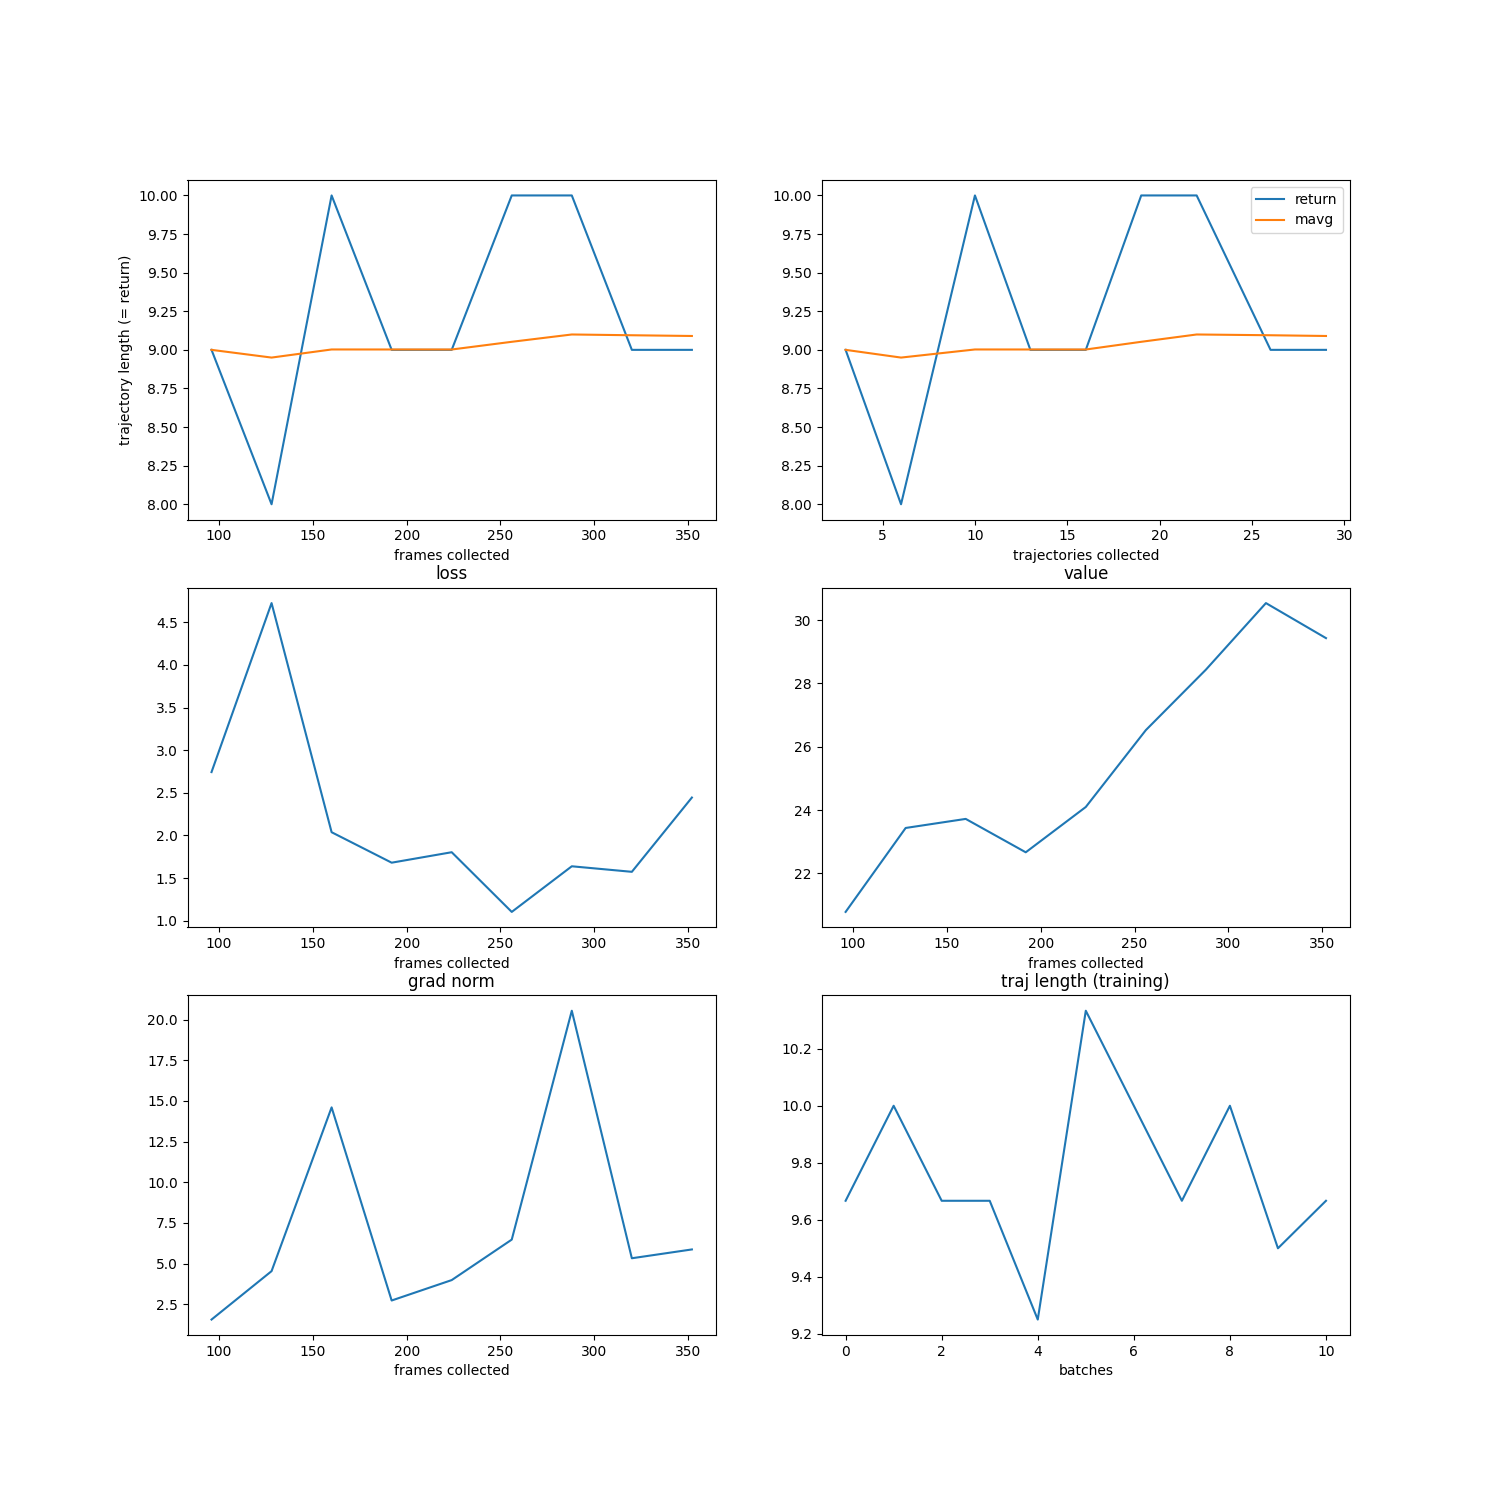 10.00
9.75
9.50
9.25
9.00
8.75
8.50
8.25
8.00
trajectory length (= return)
100 150 200 250 300 350
frames collected
10.00
9.75
9.50
9.25
9.00
8.75
8.50
8.25
8.00
return
mavg
5 10 15 20 25 30
trajectories collected
loss
4.5
4.0
3.5
3.0
2.5
2.0
1.5
1.0
100 150 200 250 300 350
frames collected
value
30
28
26
24
22
100 150 200 250 300 350
frames collected
grad norm
20.0
17.5
15.0
12.5
10.0
7.5
5.0
2.5
100 150 200 250 300 350
frames collected
traj length (training)
10.2
10.0
9.8
9.6
9.4
9.2
0 2 4 6 8 10
batches